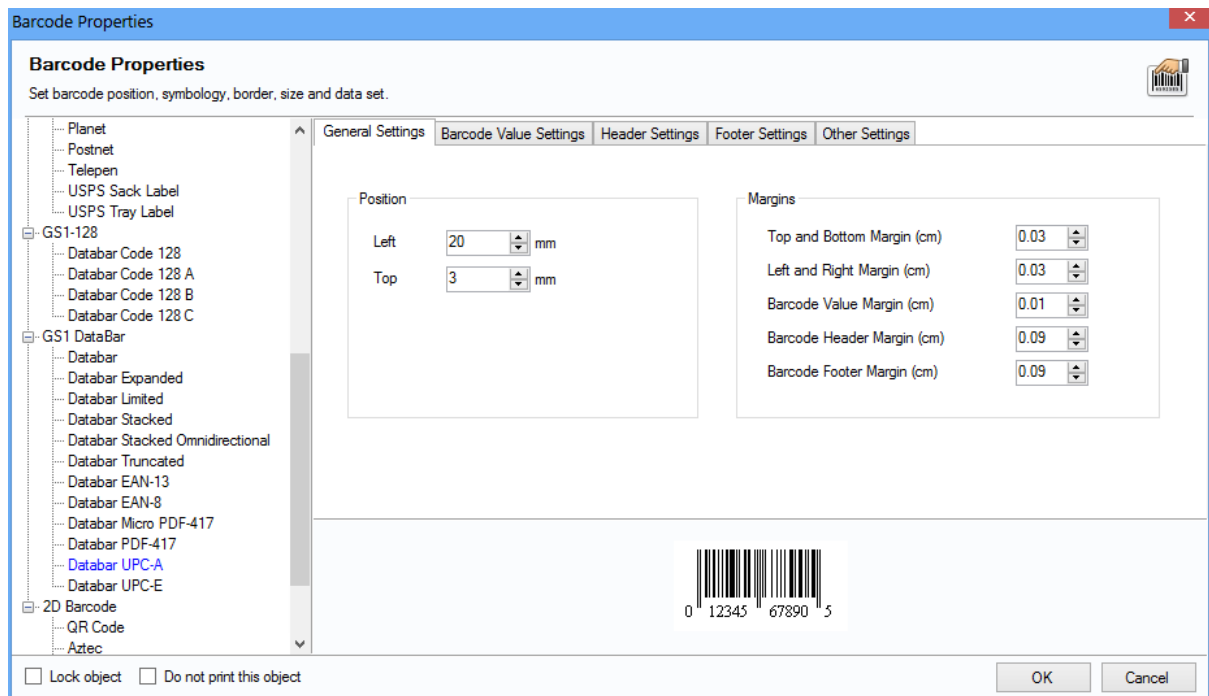 Barcode Properties
Barcode Properties
Set barcode position, symbology, border, size and data set.
Planet
Postnet
Telepen
USPS Sack Label
USPS Tray Label
GS1-128
Databar Code 128
Databar Code 128 A
Databar Code 128 B
Databar Code 128 C
GS1 DataBar
Databar
Databar Expanded
Databar Limited
Databar Stacked
Databar Stacked Omnidirectional
Databar Truncated
Databar EAN-13
Databar EAN-8
Databar Micro PDF-417
Databar PDF-417
Databar UPC-A
Databar UPC-E
2D Barcode
QR Code
Aztec
General Settings Barcode Value Settings Header Settings Footer Settings Other Settings
Position
Left 20 mm
Top 3 mm
Margins
Top and Bottom Margin (cm) 0.03
Left and Right Margin (cm) 0.03
Barcode Value Margin (cm) 0.01
Barcode Header Margin (cm) 0.09
Barcode Footer Margin (cm) 0.09
0 12345 67890 5
Lock object Do not print this object OK Cancel